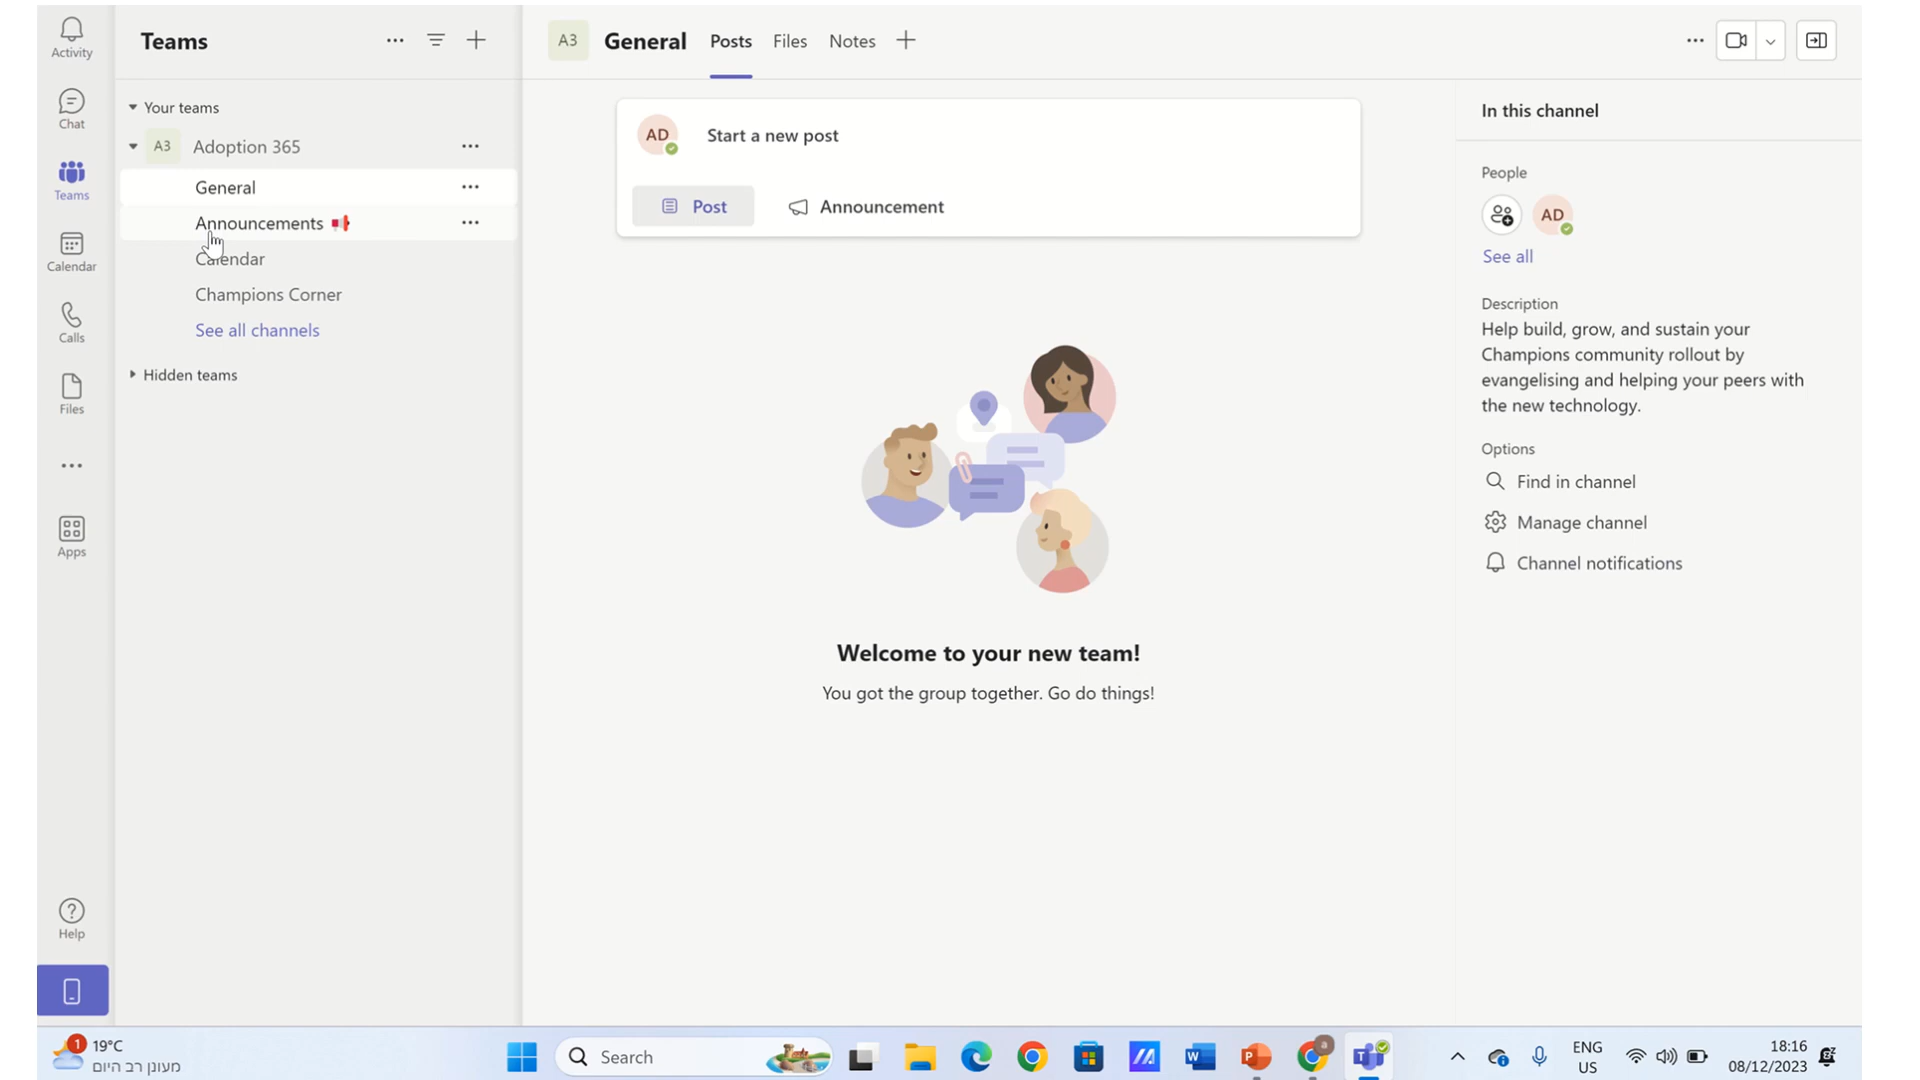 Activity
Chat
Teams
Calendar
Calls
Files
Apps
Help
Teams
Your teams
A3 Adoption 365
General
Announcements
Calendar
Champions Corner
See all channels
Hidden teams
A3 General Posts Files Notes
AD Start a new post
Post Announcement
Welcome to your new team!
You got the group together. Go do things!
In this channel
People
AD
See all
Description
Help build, grow, and sustain your
Champions community rollout by
evangelising and helping your peers with
the new technology.
Options
Find in channel
Manage channel
Channel notifications
1
19°C
מעונן רב היום
Search
W
P
a
T
ENG
US
18:16
08/12/2023